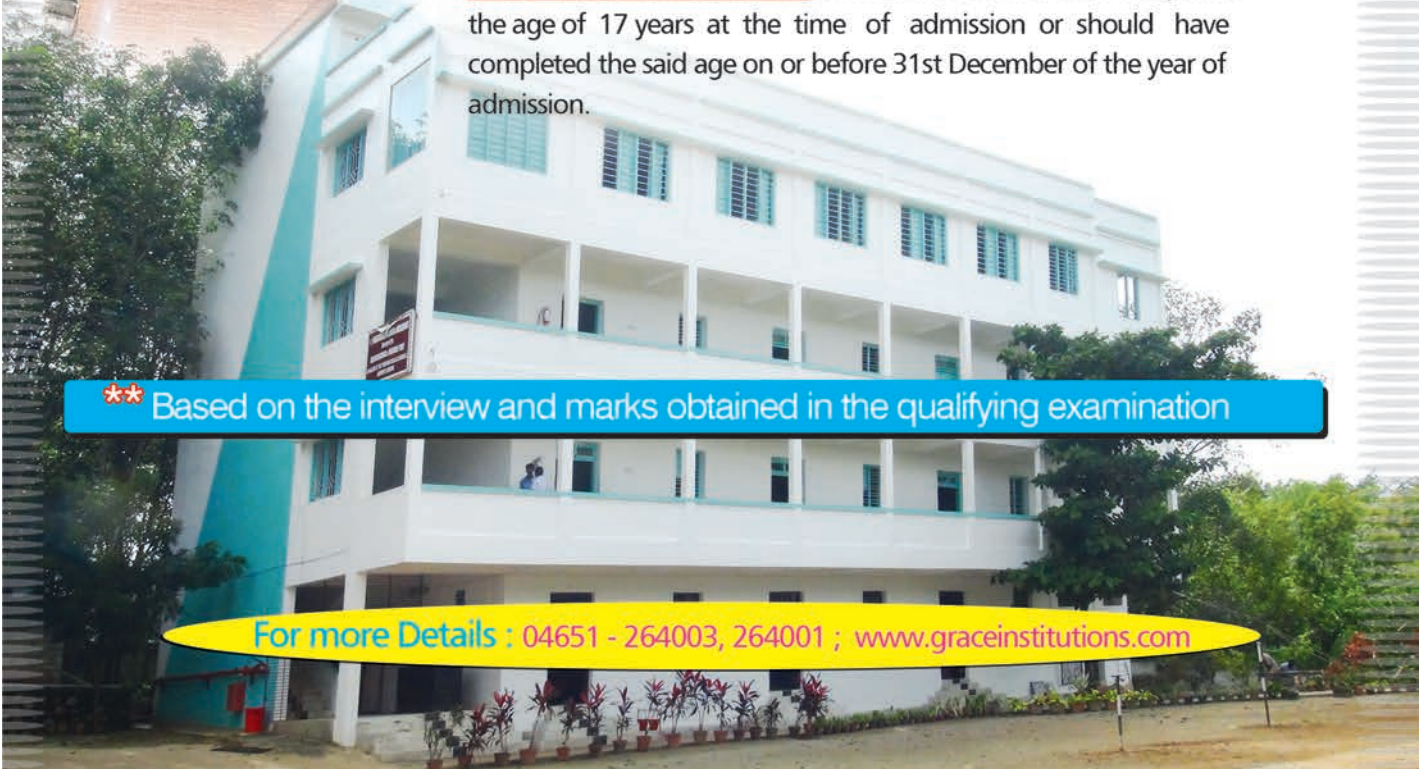 the age of 17 years at the time of admission or should have
completed the said age on or before 31st December of the year of
admission.
** Based on the interview and marks obtained in the qualifying examination
For more Details : 04651 - 264003, 264001 ; www.graceinstitutions.com